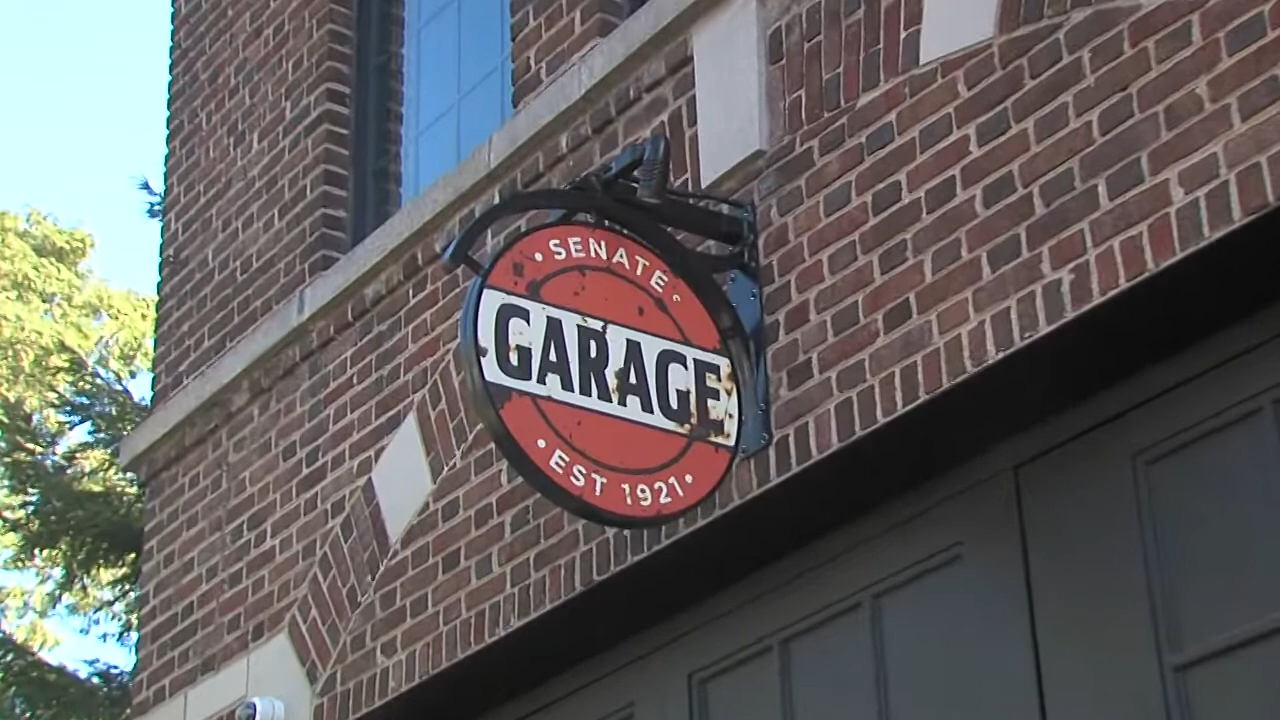 • SENATE •
GARAGE
• EST 1921 •